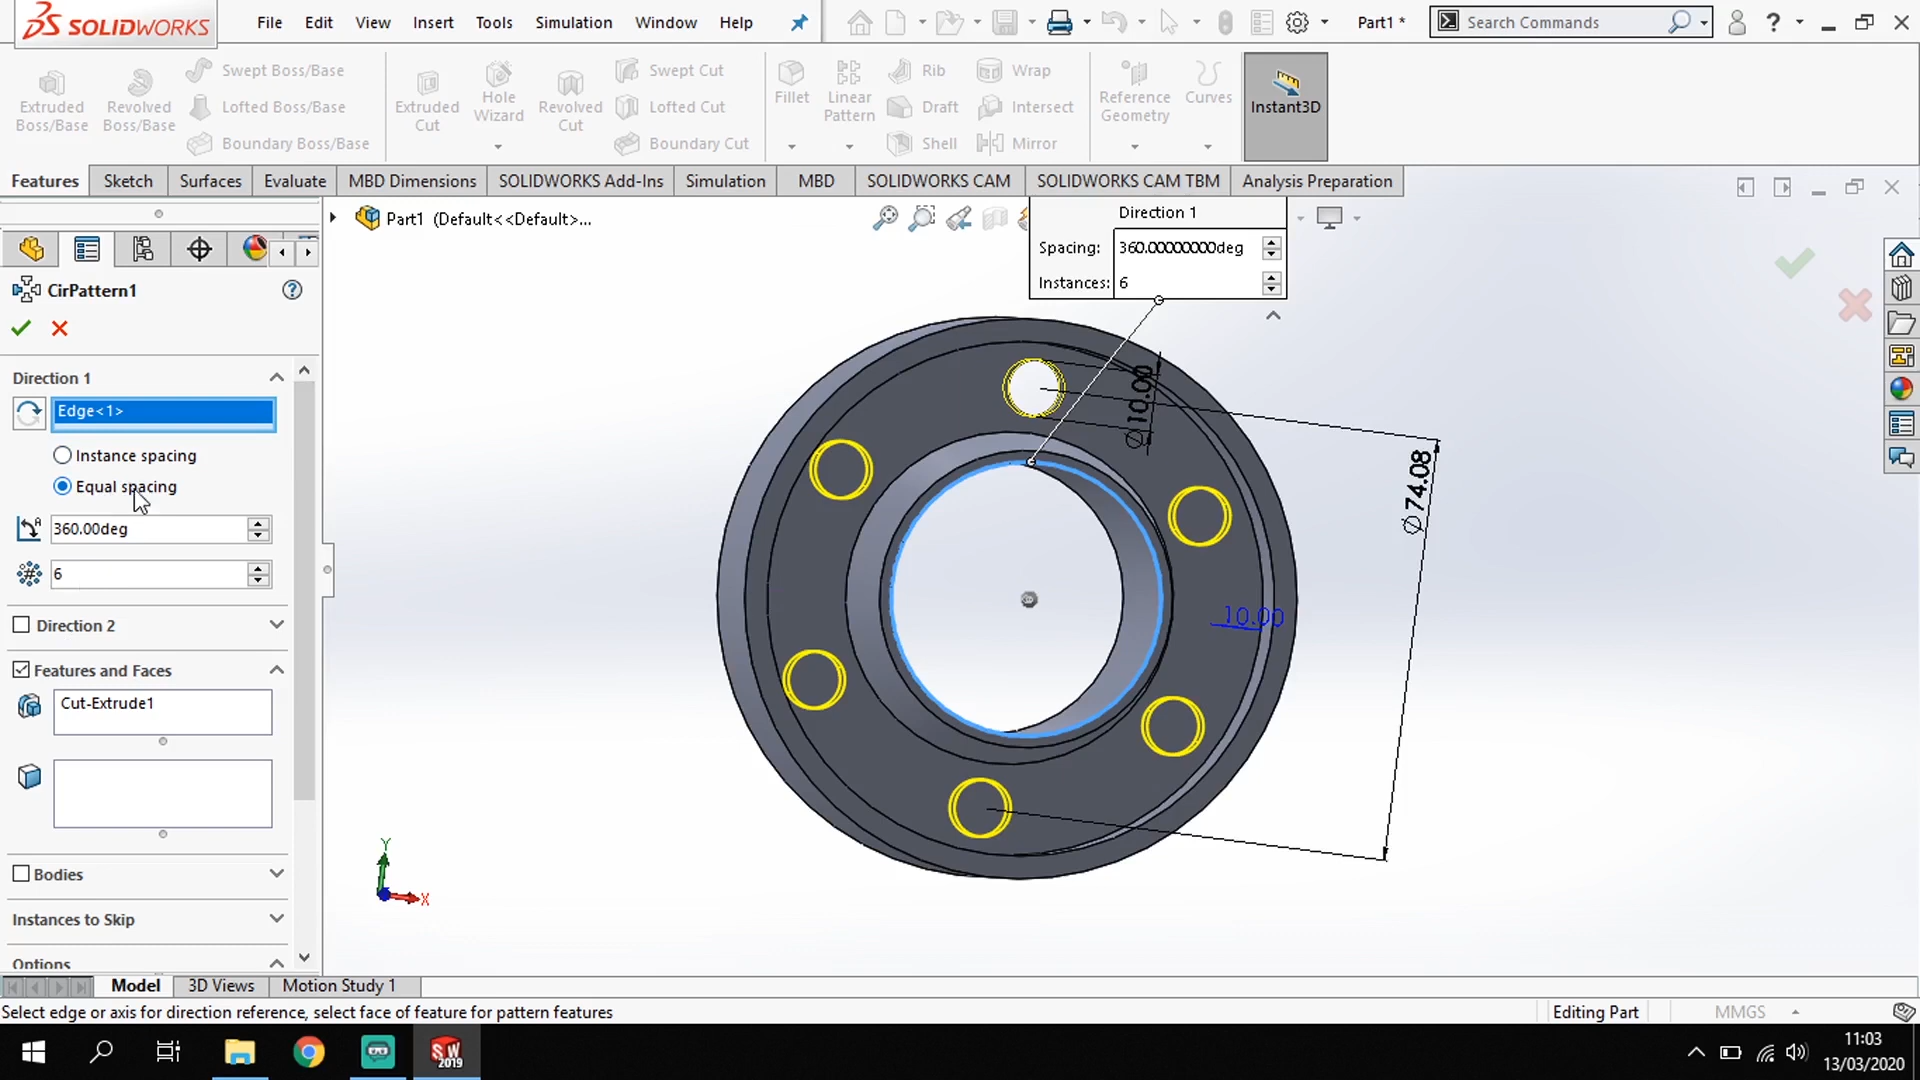 SOLIDWORKS File Edit View Insert Tools Simulation Window Help Part1 * Search Commands ?
Extruded Boss/Base
Revolved Boss/Base
Swept Boss/Base
Lofted Boss/Base
Boundary Boss/Base
Extruded Cut
Hole Wizard
Revolved Cut
Swept Cut
Lofted Cut
Boundary Cut
Fillet
Linear Pattern
Rib
Draft
Shell
Wrap
Intersect
Mirror
Reference Geometry
Curves
Instant3D
Features Sketch Surfaces Evaluate MBD Dimensions SOLIDWORKS Add-Ins Simulation MBD SOLIDWORKS CAM SOLIDWORKS CAM TBM Analysis Preparation
Part1 (Default<<Default>...
Direction 1
Spacing: 360.00000000deg
Instances: 6
CirPattern1
Direction 1
Edge<1>
Instance spacing
Equal spacing
360.00deg
6
Direction 2
Features and Faces
Cut-Extrude1
Bodies
Instances to Skip
Options
∅10.00
∅74.08
10.00
Y
X
Model 3D Views Motion Study 1
Select edge or axis for direction reference, select face of feature for pattern features Editing Part MMGS
SW 2019
11:03
13/03/2020